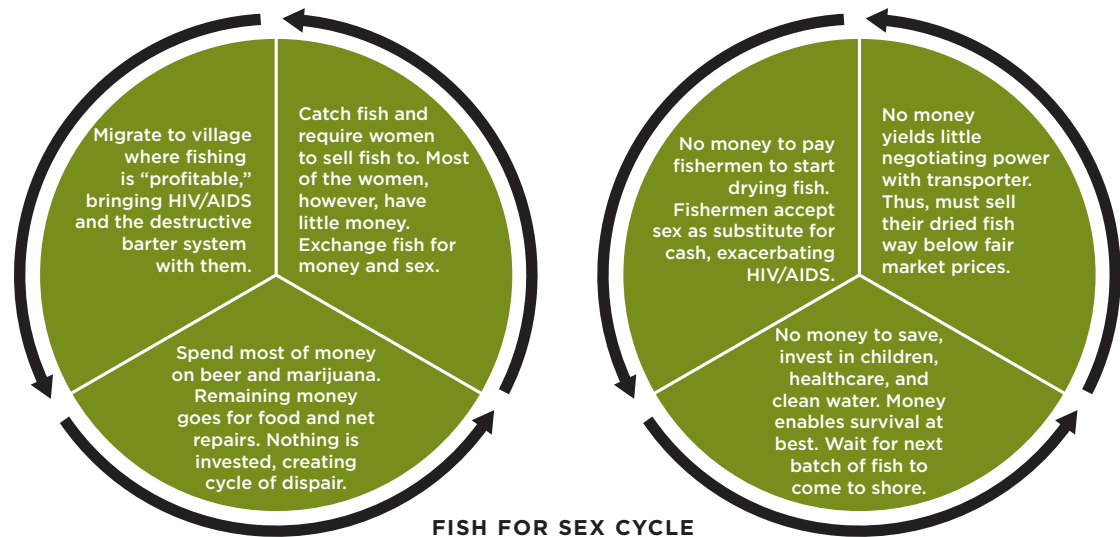 Migrate to village
where fishing
is “profitable,”
bringing HIV/AIDS
and the destructive
barter system
with them.
Catch fish and
require women
to sell fish to. Most
of the women,
however, have
little money.
Exchange fish for
money and sex.
Spend most of money
on beer and marijuana.
Remaining money
goes for food and net
repairs. Nothing is
invested, creating
cycle of dispair.
No money to pay
fishermen to start
drying fish.
Fishermen accept
sex as substitute for
cash, exacerbating
HIV/AIDS.
No money
yields little
negotiating power
with transporter.
Thus, must sell
their dried fish
way below fair
market prices.
No money to save,
invest in children,
healthcare, and
clean water. Money
enables survival at
best. Wait for next
batch of fish to
come to shore.
FISH FOR SEX CYCLE